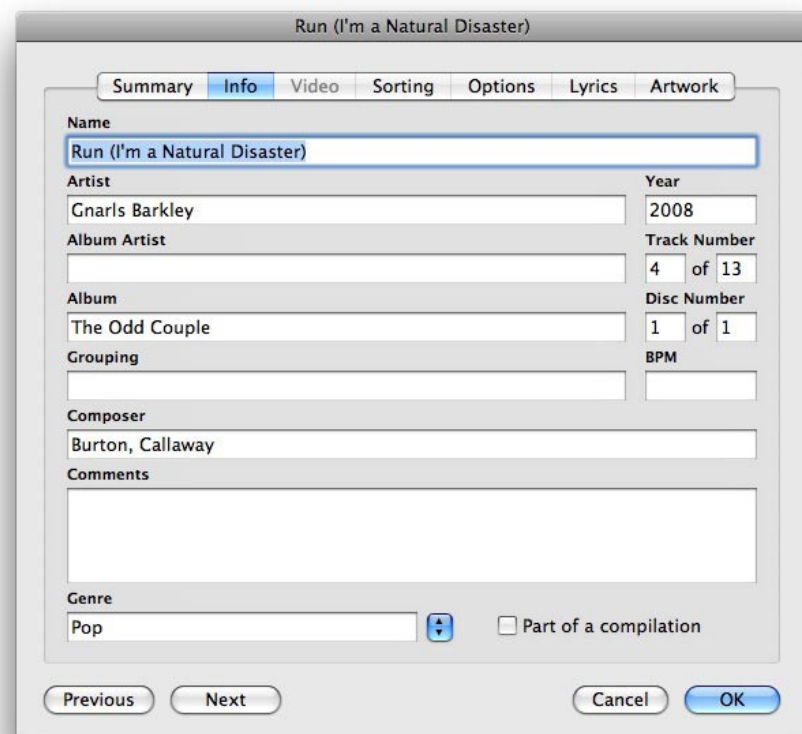 Run (I'm a Natural Disaster)
Summary Info Video Sorting Options Lyrics Artwork
Name
Run (I'm a Natural Disaster)
Artist Year
Gnarls Barkley 2008
Album Artist Track Number
4 of 13
Album Disc Number
The Odd Couple 1 of 1
Grouping BPM
Composer
Burton, Callaway
Comments
Genre
Pop Part of a compilation
Previous Next Cancel OK